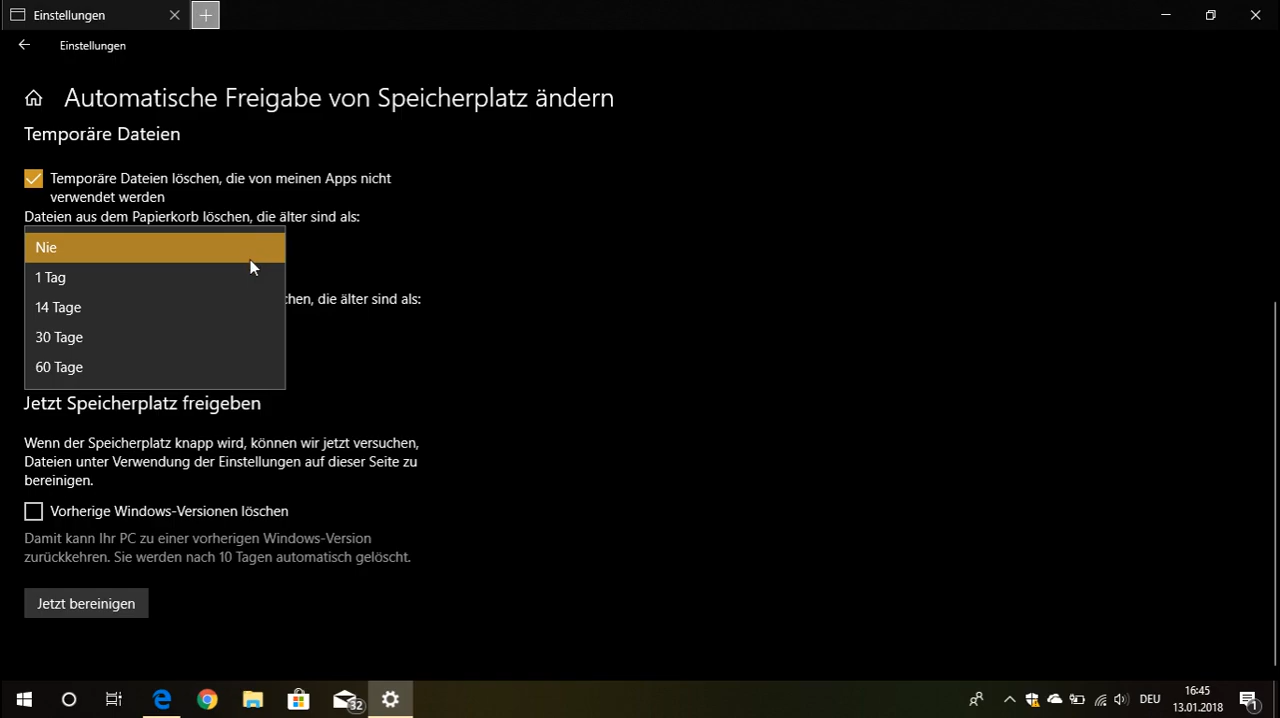 Einstellungen
Einstellungen
Automatische Freigabe von Speicherplatz ändern
Temporäre Dateien
Temporäre Dateien löschen, die von meinen Apps nicht
verwendet werden
Dateien aus dem Papierkorb löschen, die älter sind als:
Nie
1 Tag
chen, die älter sind als:
14 Tage
30 Tage
60 Tage
Jetzt Speicherplatz freigeben
Wenn der Speicherplatz knapp wird, können wir jetzt versuchen,
Dateien unter Verwendung der Einstellungen auf dieser Seite zu
bereinigen.
Vorherige Windows-Versionen löschen
Damit kann Ihr PC zu einer vorherigen Windows-Version
zurückkehren. Sie werden nach 10 Tagen automatisch gelöscht.
Jetzt bereinigen
32
DEU
16:45
13.01.2018
1